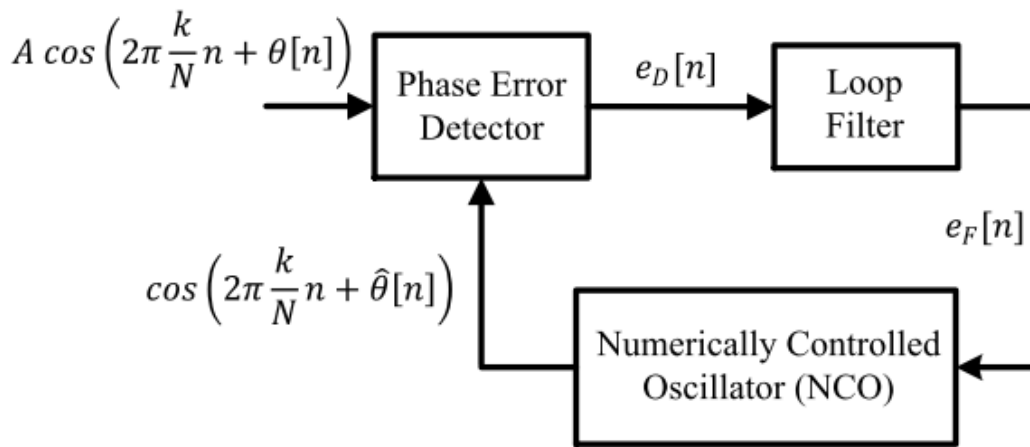 A cos(2π k/N n + θ[n])
Phase Error
Detector
e_D[n]
Loop
Filter
e_F[n]
cos(2π k/N n + θ̂[n])
Numerically Controlled
Oscillator (NCO)